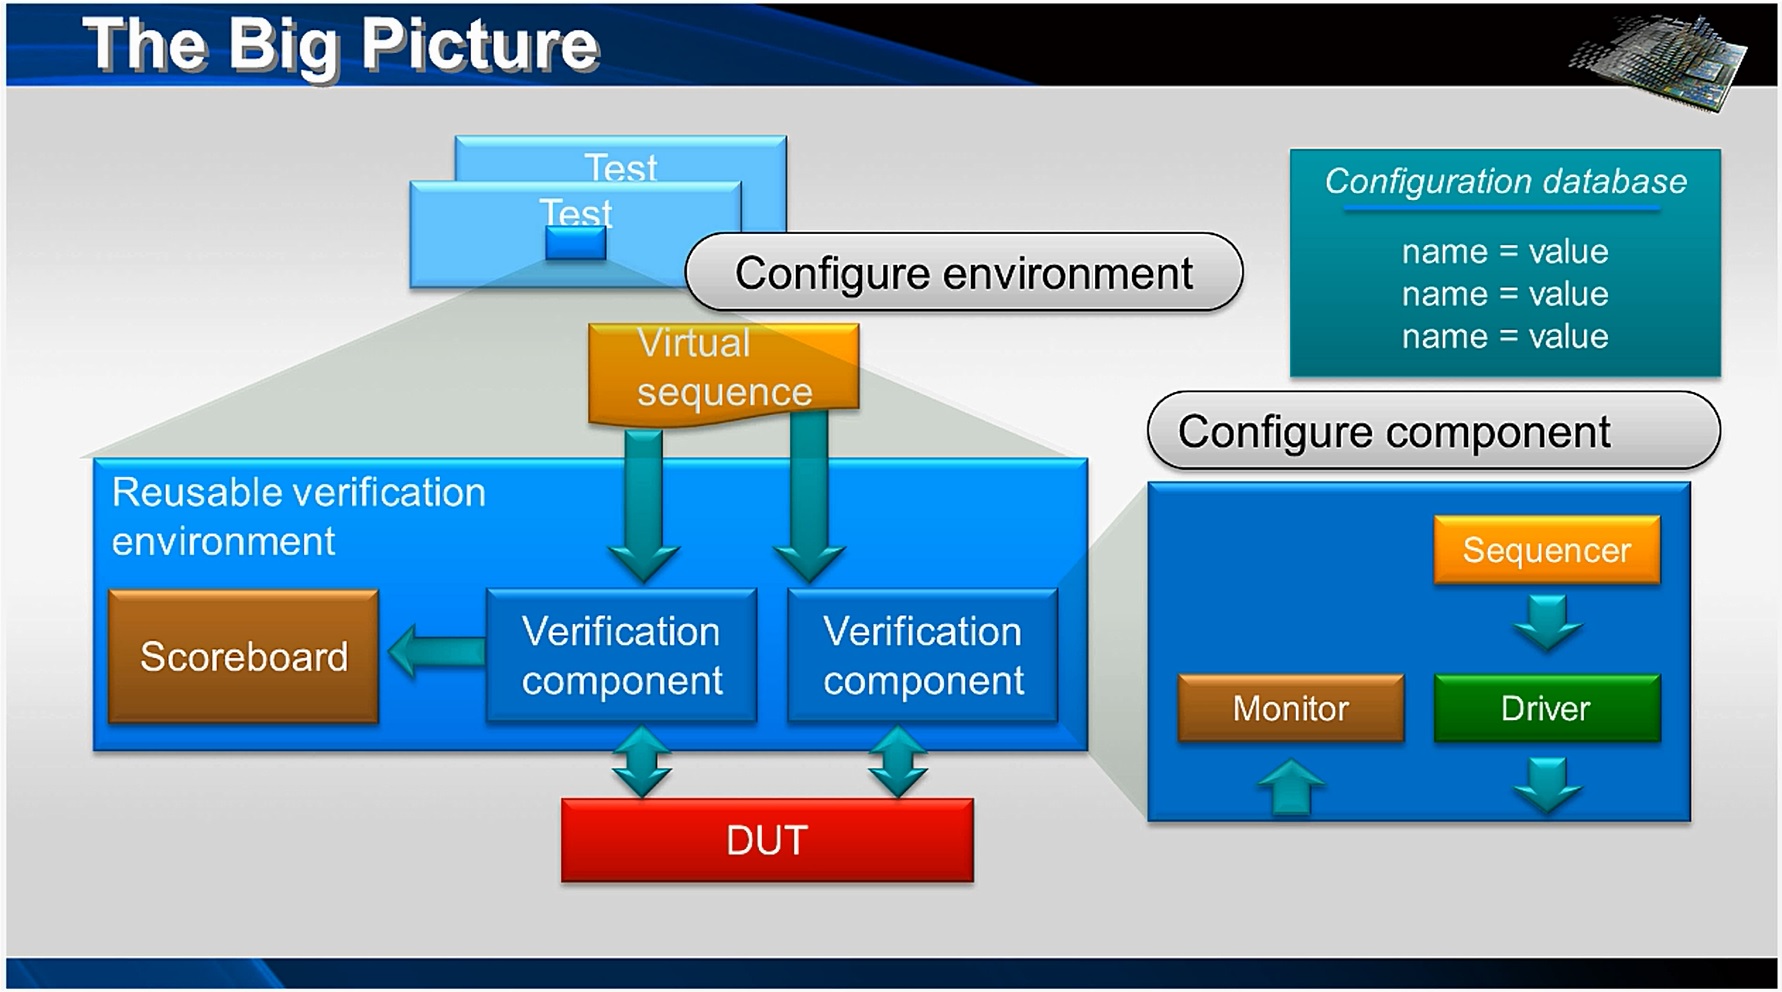 The Big Picture
Test
Test
Configure environment
Configuration database
name = value
name = value
name = value
Virtual
sequence
Configure component
Reusable verification
environment
Scoreboard
Verification
component
Verification
component
DUT
Sequencer
Monitor
Driver